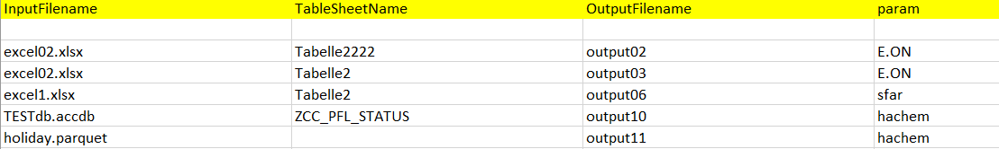 InputFilename TableSheetName OutputFilename param
excel02.xlsx Tabelle2222 output02 E.ON
excel02.xlsx Tabelle2 output03 E.ON
excel1.xlsx Tabelle2 output06 sfar
TESTdb.accdb ZCC_PFL_STATUS output10 hachem
holiday.parquet output11 hachem